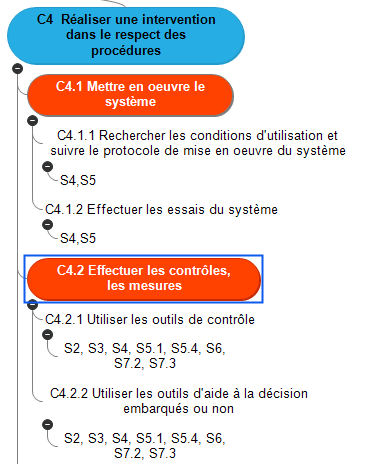 C4 Réaliser une intervention
dans le respect des
procédures
C4.1 Mettre en oeuvre le
système
C4.1.1 Rechercher les conditions d'utilisation et
suivre le protocole de mise en oeuvre du système
S4,S5
C4.1.2 Effectuer les essais du système
S4,S5
C4.2 Effectuer les contrôles,
les mesures
C4.2.1 Utiliser les outils de contrôle
S2, S3, S4, S5.1, S5.4, S6,
S7.2, S7.3
C4.2.2 Utiliser les outils d'aide à la décision
embarqués ou non
S2, S3, S4, S5.1, S5.4, S6,
S7.2, S7.3